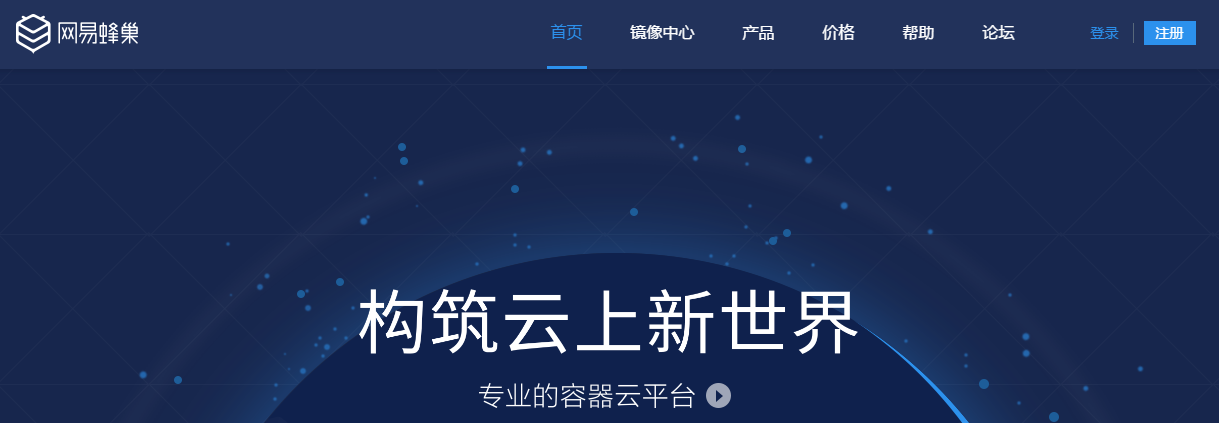 网易蜂巢 首页 镜像中心 产品 价格 帮助 论坛 登录 注册
构筑云上新世界
专业的容器云平台